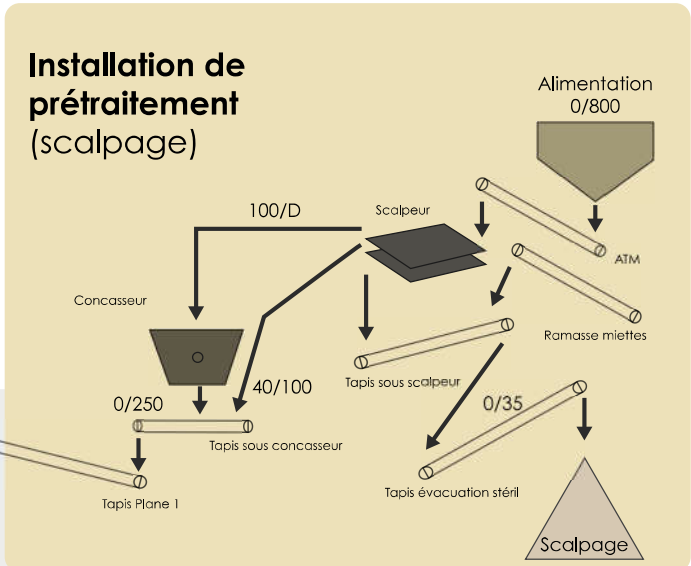 Installation de
prétraitement
(scalpage)
Alimentation
0/800
100/D
Scalpeur
ATM
Concasseur
Ramasse miettes
Tapis sous scalpeur
40/100
0/250
0/35
Tapis sous concasseur
Tapis évacuation stéril
Tapis Plane 1
Scalpage